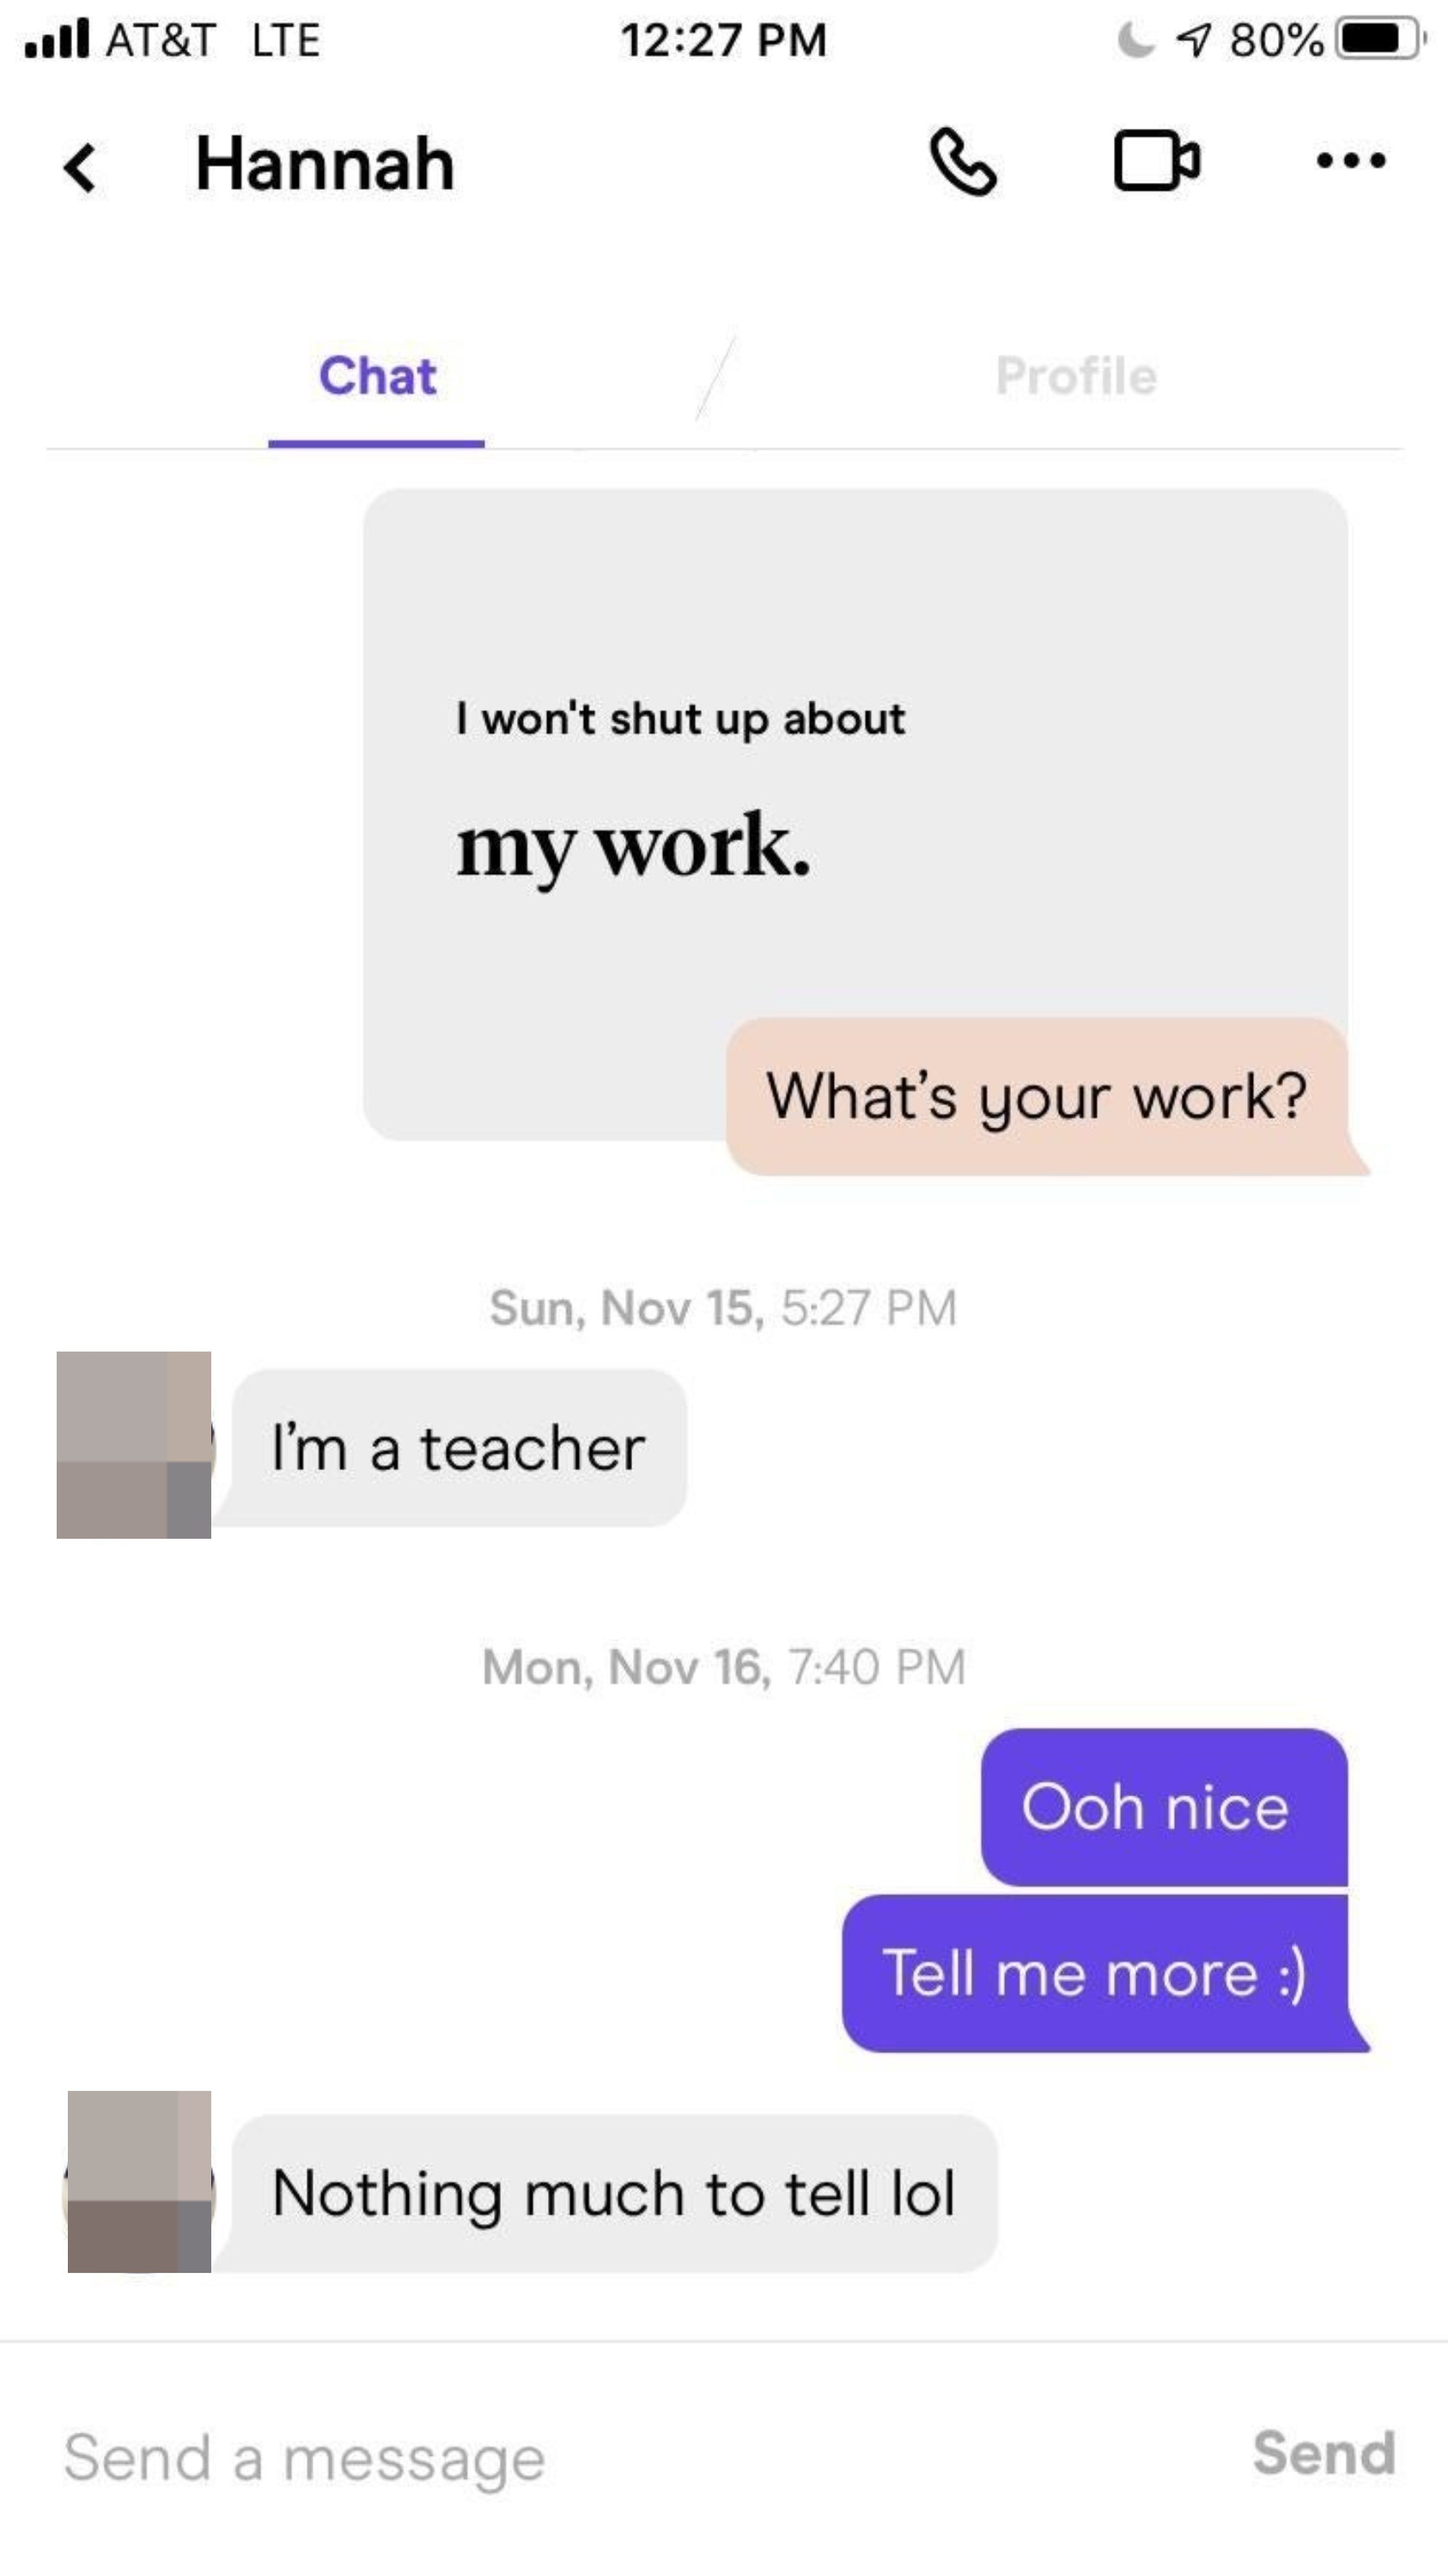 AT&T LTE 12:27 PM 80%
Hannah
Chat Profile
I won't shut up about
my work.
What's your work?
Sun, Nov 15, 5:27 PM
I'm a teacher
Mon, Nov 16, 7:40 PM
Ooh nice
Tell me more :)
Nothing much to tell lol
Send a message Send